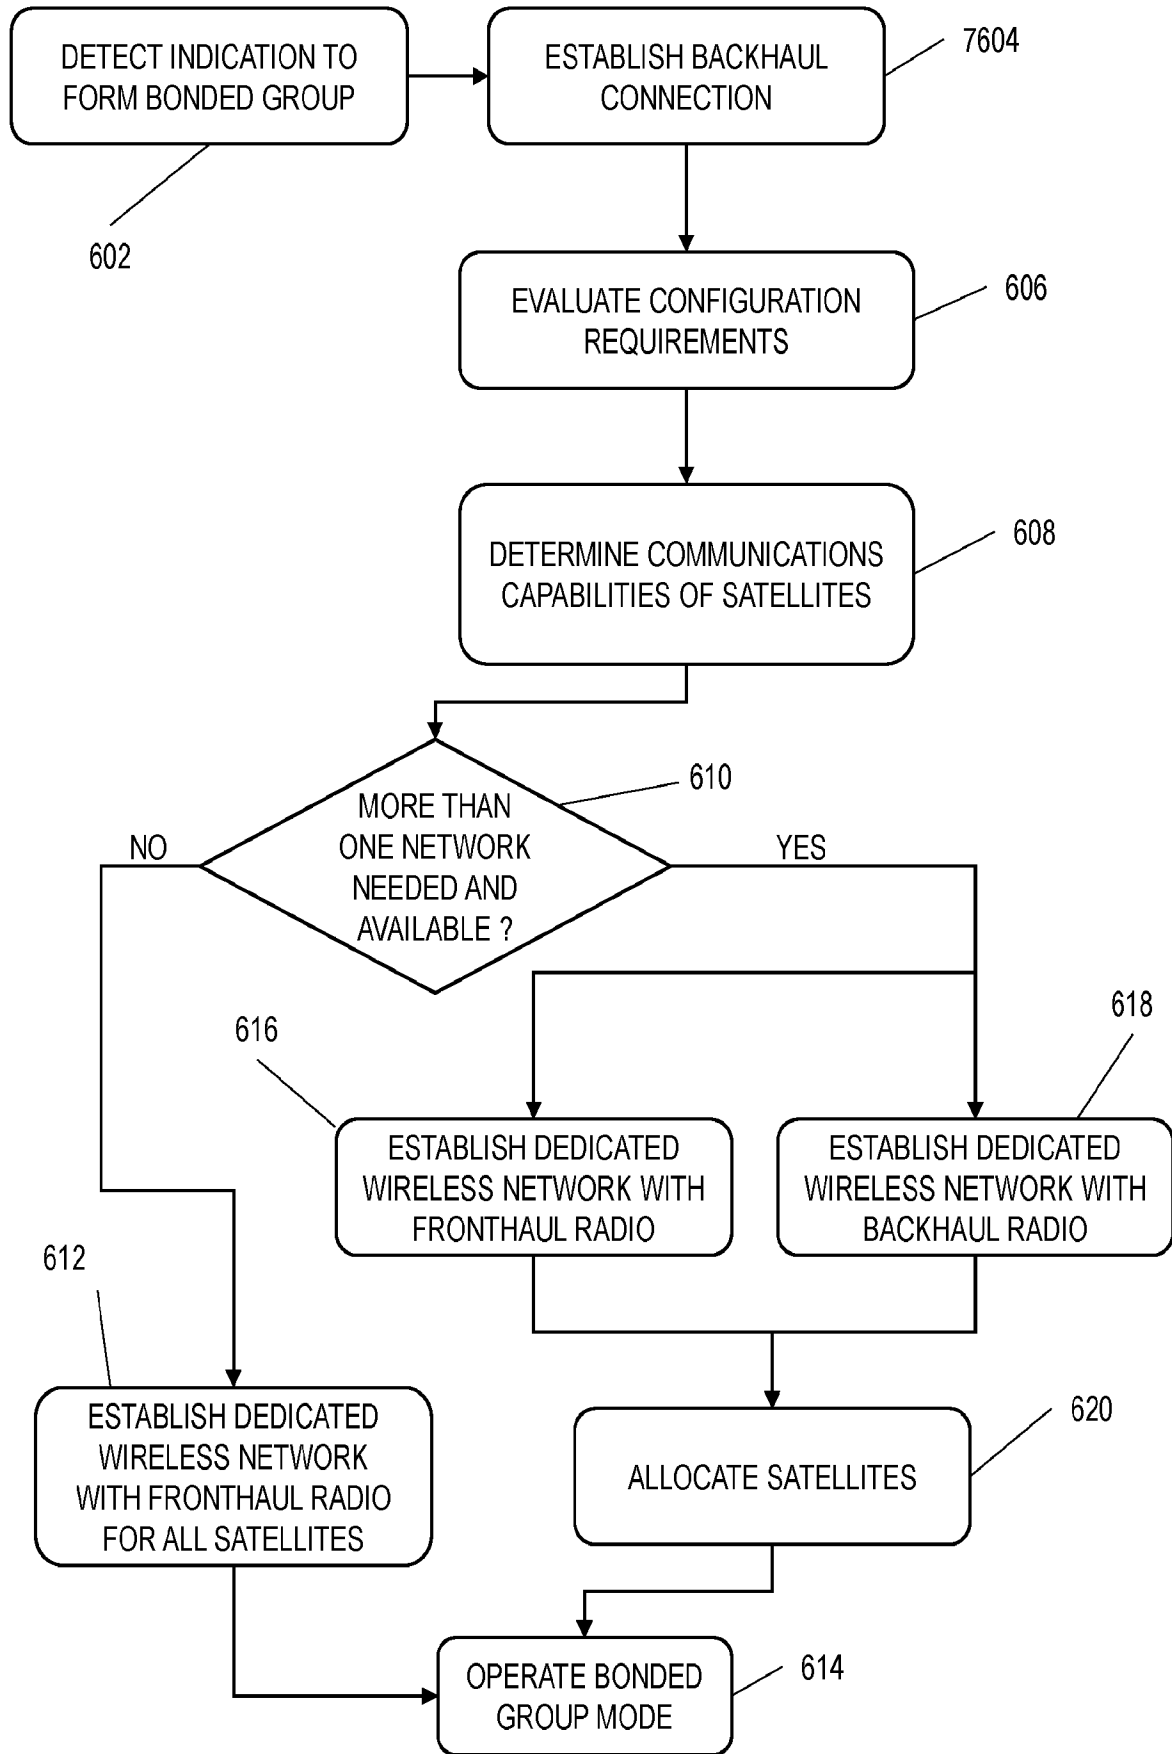 DETECT INDICATION TO
FORM BONDED GROUP
602
ESTABLISH BACKHAUL
CONNECTION
7604
EVALUATE CONFIGURATION
REQUIREMENTS
606
DETERMINE COMMUNICATIONS
CAPABILITIES OF SATELLITES
608
MORE THAN
ONE NETWORK
NEEDED AND
AVAILABLE ?
610
NO
YES
616
ESTABLISH DEDICATED
WIRELESS NETWORK WITH
FRONTHAUL RADIO
618
ESTABLISH DEDICATED
WIRELESS NETWORK WITH
BACKHAUL RADIO
612
ESTABLISH DEDICATED
WIRELESS NETWORK
WITH FRONTHAUL RADIO
FOR ALL SATELLITES
ALLOCATE SATELLITES
620
OPERATE BONDED
GROUP MODE
614